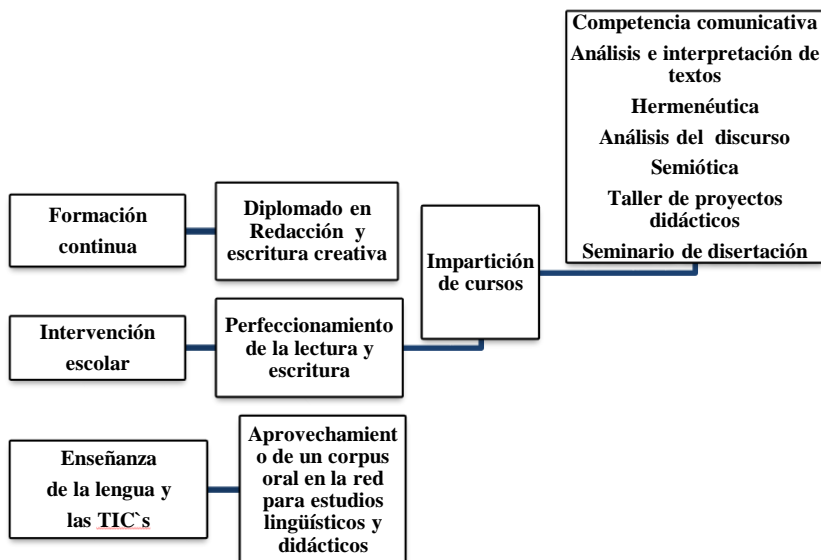 Formación
continua
Diplomado en
Redacción y
escritura creativa
Intervención
escolar
Perfeccionamiento
de la lectura y
escritura
Impartición
de cursos
Competencia comunicativa
Análisis e interpretación de
textos
Hermenéutica
Análisis del discurso
Semiótica
Taller de proyectos
didácticos
Seminario de disertación
Enseñanza
de la lengua y
las TIC`s
Aprovechamient
o de un corpus
oral en la red
para estudios
lingüísticos y
didácticos